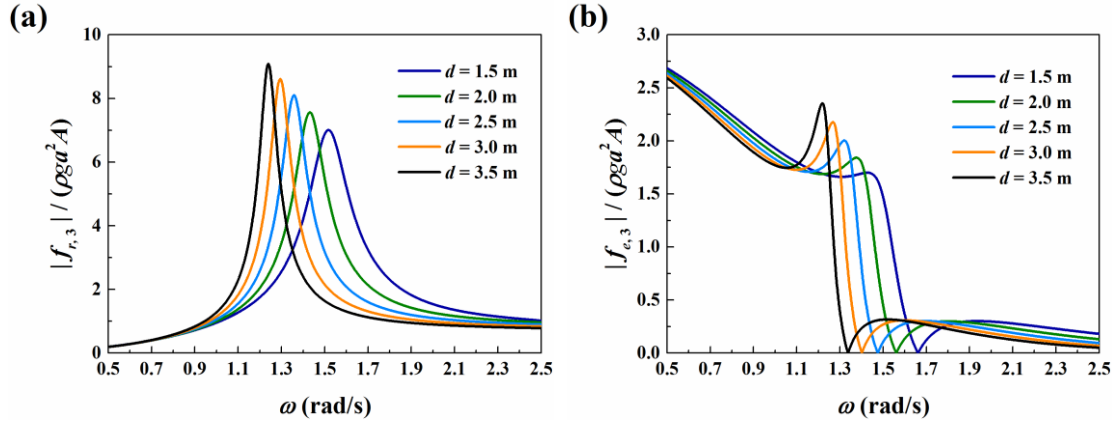 (a)
10
8
6
4
2
0
| f r, 3 | / (ρga²A)
d = 1.5 m
d = 2.0 m
d = 2.5 m
d = 3.0 m
d = 3.5 m
0.5 0.7 0.9 1.1 1.3 1.5 1.7 1.9 2.1 2.3 2.5
ω (rad/s)
(b)
3.0
2.5
2.0
1.5
1.0
0.5
0.0
| f e, 3 | / (ρga²A)
d = 1.5 m
d = 2.0 m
d = 2.5 m
d = 3.0 m
d = 3.5 m
0.5 0.7 0.9 1.1 1.3 1.5 1.7 1.9 2.1 2.3 2.5
ω (rad/s)